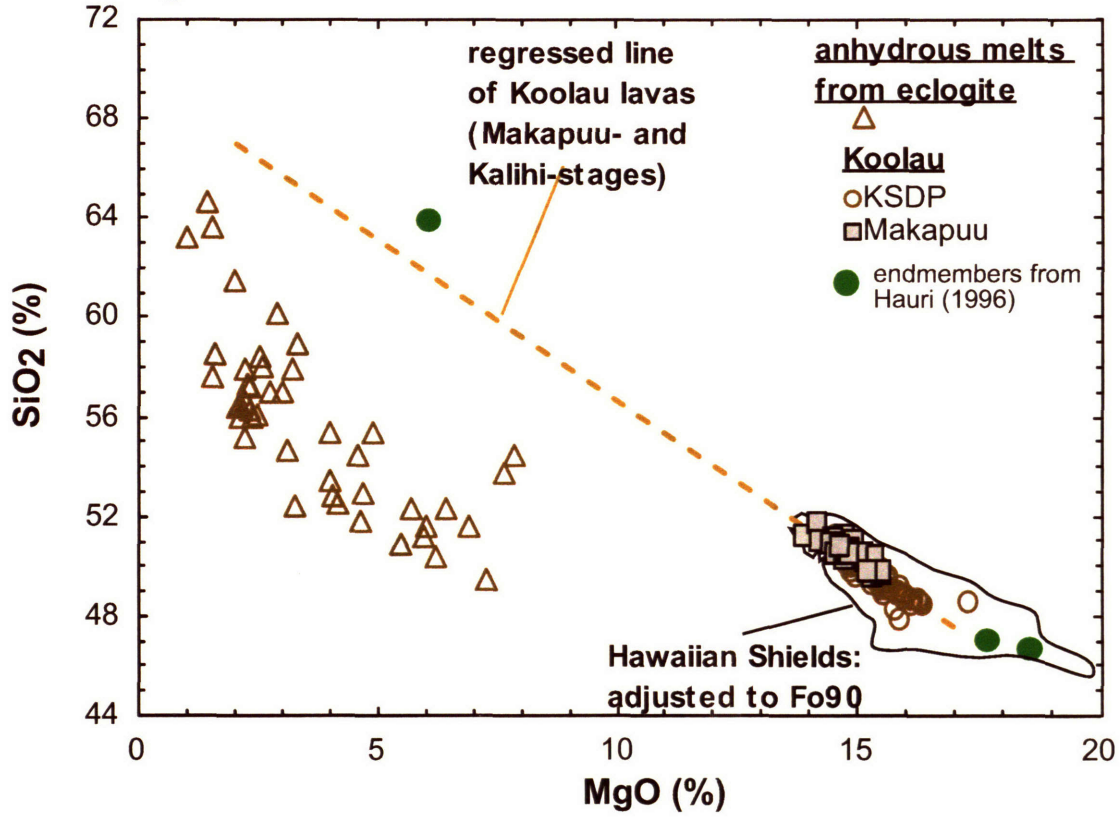 72
68
64
60
56
52
48
44
SiO2 (%)
0
5
10
15
20
MgO (%)
regressed line
of Koolau lavas
(Makapuu- and
Kalihi-stages)
anhydrous melts
from eclogite
Koolau
KSDP
Makapuu
endmembers from
Hauri (1996)
Hawaiian Shields:
adjusted to Fo90